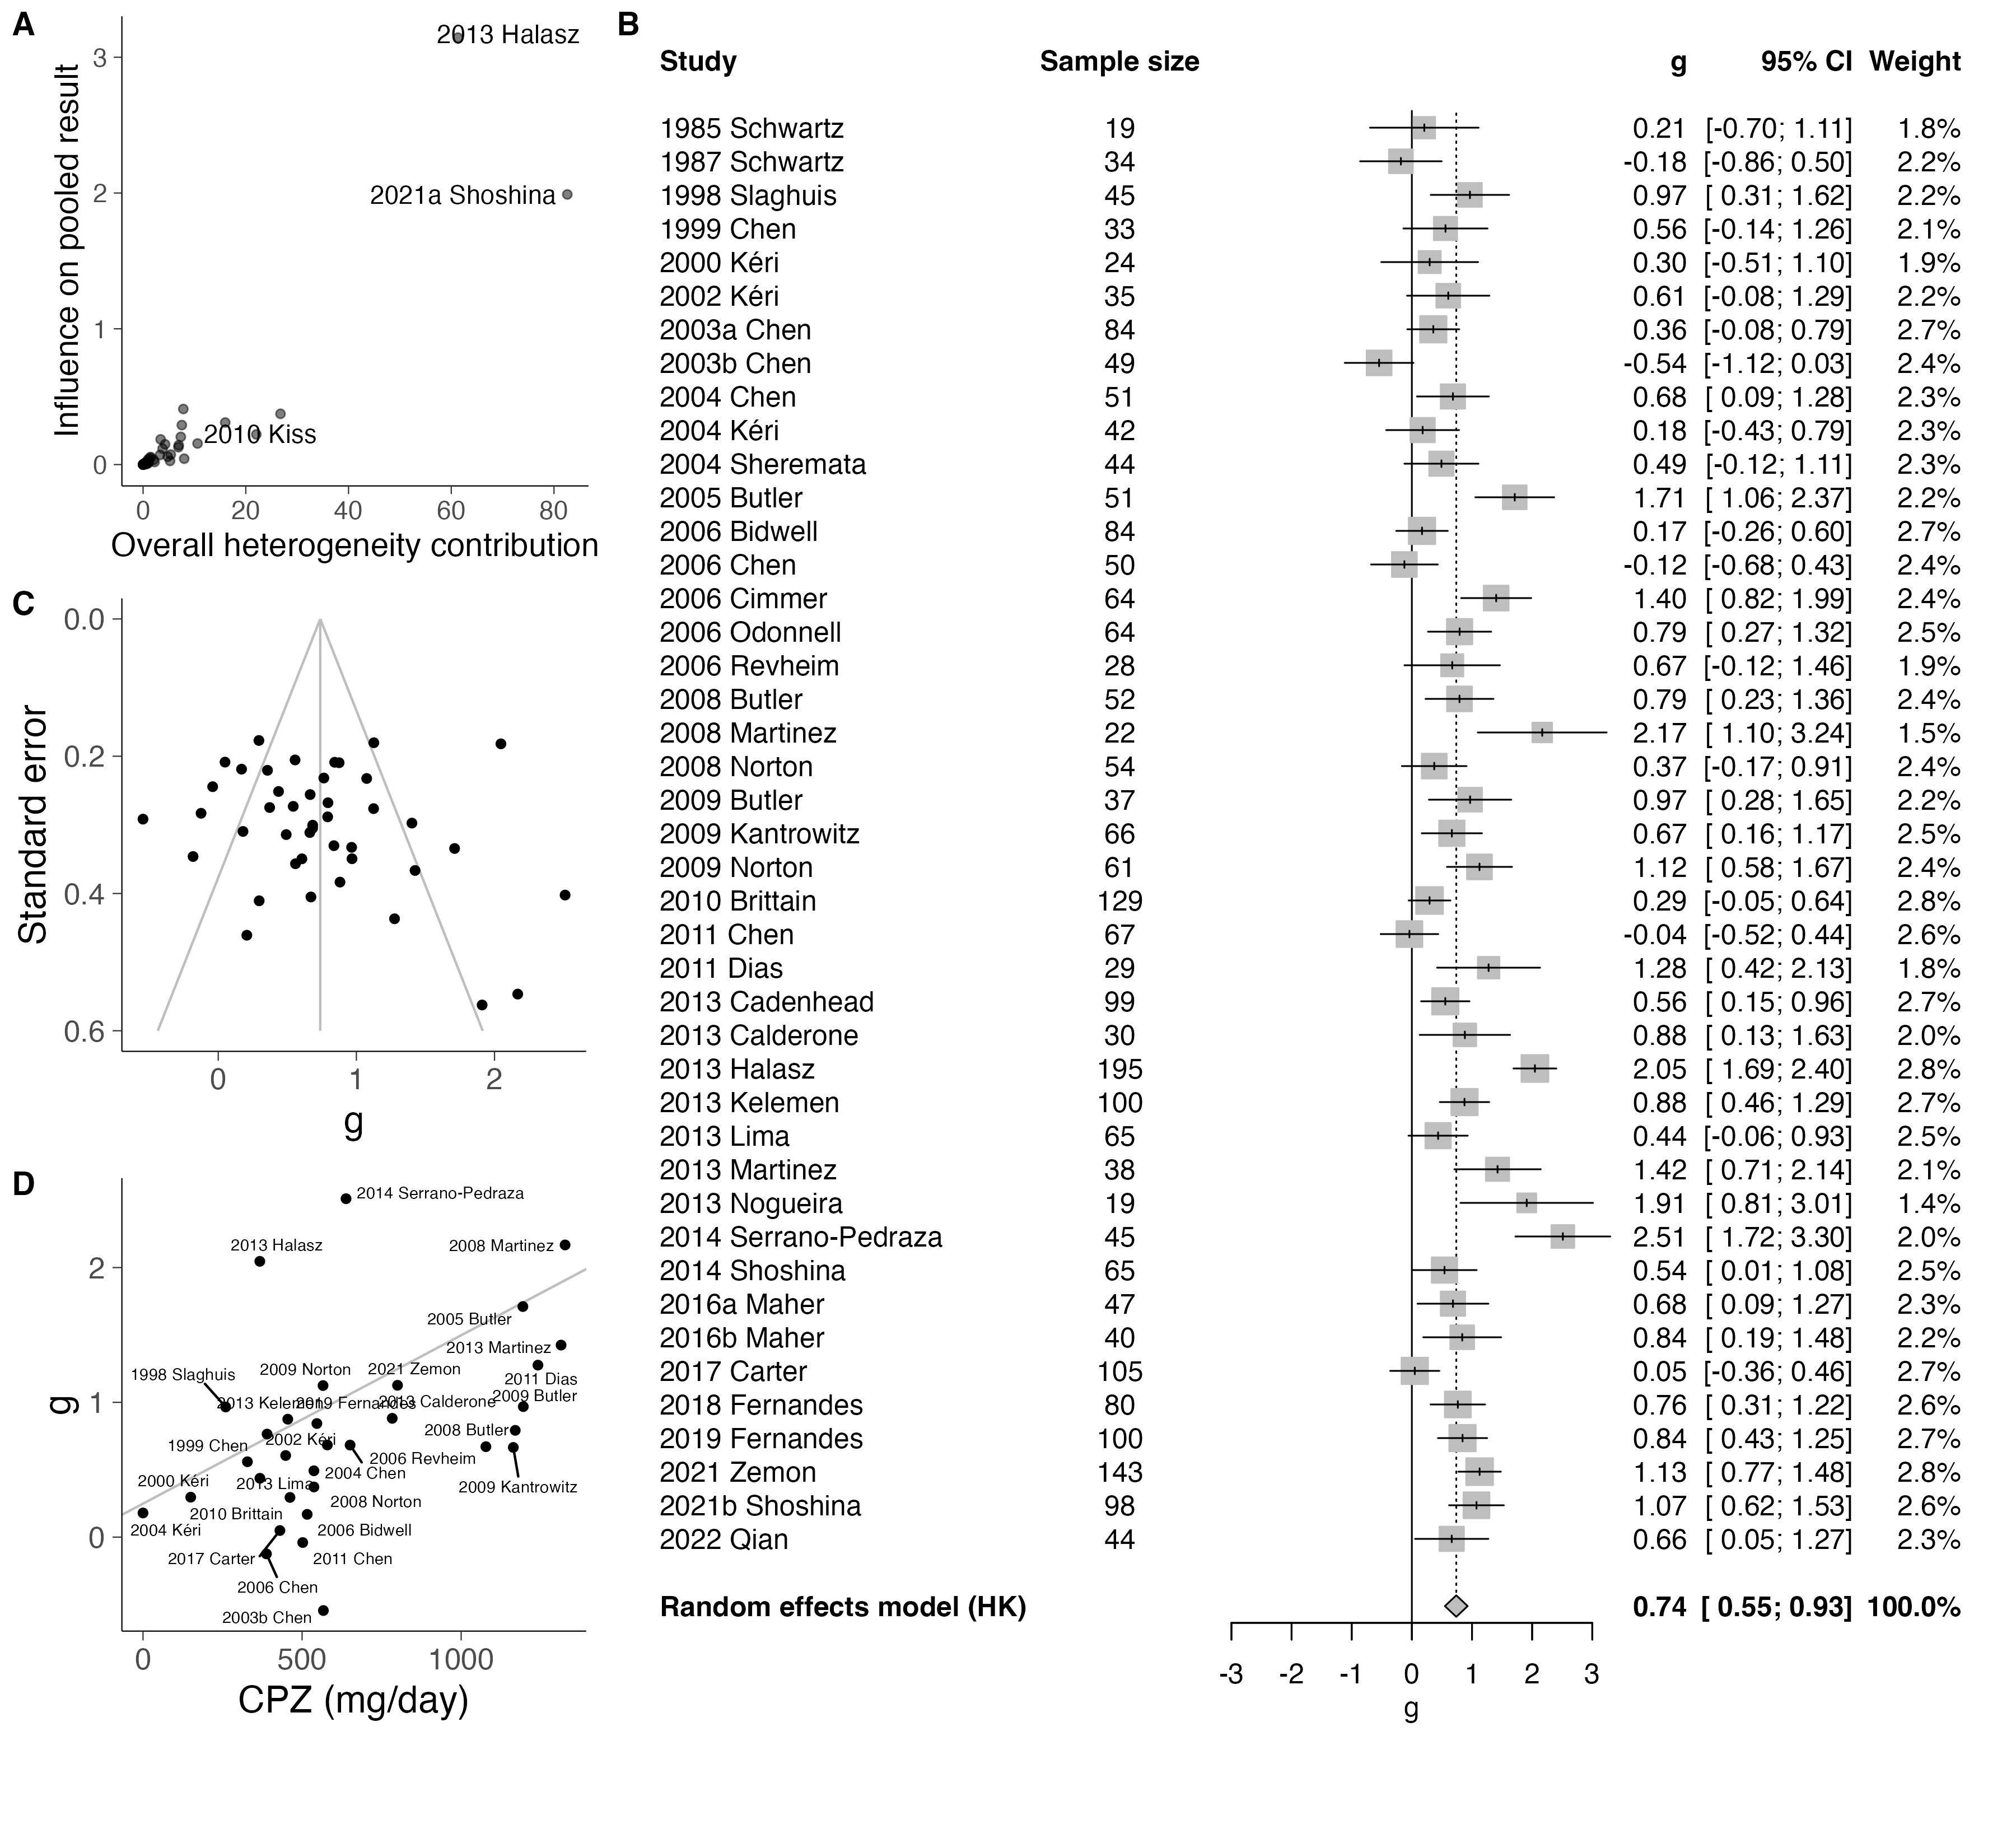 A
2013 Halasz
2021a Shoshina
2010 Kiss
3
2
1
0
0 20 40 60 80
Influence on pooled result
Overall heterogeneity contribution
B
Study Sample size g 95% CI Weight
1985 Schwartz 19 0.21 [-0.70; 1.11] 1.8%
1987 Schwartz 34 -0.18 [-0.86; 0.50] 2.2%
1998 Slaghuis 45 0.97 [ 0.31; 1.62] 2.2%
1999 Chen 33 0.56 [-0.14; 1.26] 2.1%
2000 Kéri 24 0.30 [-0.51; 1.10] 1.9%
2002 Kéri 35 0.61 [-0.08; 1.29] 2.2%
2003a Chen 84 0.36 [-0.08; 0.79] 2.7%
2003b Chen 49 -0.54 [-1.12; 0.03] 2.4%
2004 Chen 51 0.68 [ 0.09; 1.28] 2.3%
2004 Kéri 42 0.18 [-0.43; 0.79] 2.3%
2004 Sheremata 44 0.49 [-0.12; 1.11] 2.3%
2005 Butler 51 1.71 [ 1.06; 2.37] 2.2%
2006 Bidwell 84 0.17 [-0.26; 0.60] 2.7%
2006 Chen 50 -0.12 [-0.68; 0.43] 2.4%
2006 Cimmer 64 1.40 [ 0.82; 1.99] 2.4%
2006 Odonnell 64 0.79 [ 0.27; 1.32] 2.5%
2006 Revheim 28 0.67 [-0.12; 1.46] 1.9%
2008 Butler 52 0.79 [ 0.23; 1.36] 2.4%
2008 Martinez 22 2.17 [ 1.10; 3.24] 1.5%
2008 Norton 54 0.37 [-0.17; 0.91] 2.4%
2009 Butler 37 0.97 [ 0.28; 1.65] 2.2%
2009 Kantrowitz 66 0.67 [ 0.16; 1.17] 2.5%
2009 Norton 61 1.12 [ 0.58; 1.67] 2.4%
2010 Brittain 129 0.29 [-0.05; 0.64] 2.8%
2011 Chen 67 -0.04 [-0.52; 0.44] 2.6%
2011 Dias 29 1.28 [ 0.42; 2.13] 1.8%
2013 Cadenhead 99 0.56 [ 0.15; 0.96] 2.7%
2013 Calderone 30 0.88 [ 0.13; 1.63] 2.0%
2013 Halasz 195 2.05 [ 1.69; 2.40] 2.8%
2013 Kelemen 100 0.88 [ 0.46; 1.29] 2.7%
2013 Lima 65 0.44 [-0.06; 0.93] 2.5%
2013 Martinez 38 1.42 [ 0.71; 2.14] 2.1%
2013 Nogueira 19 1.91 [ 0.81; 3.01] 1.4%
2014 Serrano-Pedraza 45 2.51 [ 1.72; 3.30] 2.0%
2014 Shoshina 65 0.54 [ 0.01; 1.08] 2.5%
2016a Maher 47 0.68 [ 0.09; 1.27] 2.3%
2016b Maher 40 0.84 [ 0.19; 1.48] 2.2%
2017 Carter 105 0.05 [-0.36; 0.46] 2.7%
2018 Fernandes 80 0.76 [ 0.31; 1.22] 2.6%
2019 Fernandes 100 0.84 [ 0.43; 1.25] 2.7%
2021 Zemon 143 1.13 [ 0.77; 1.48] 2.8%
2021b Shoshina 98 1.07 [ 0.62; 1.53] 2.6%
2022 Qian 44 0.66 [ 0.05; 1.27] 2.3%
Random effects model (HK) 0.74 [ 0.55; 0.93] 100.0%
-3 -2 -1 0 1 2 3
g
C
0.0
0.2
0.4
0.6
0 1 2
Standard error
g
D
2014 Serrano-Pedraza
2013 Halasz
2008 Martinez
2005 Butler
2013 Martinez
1998 Slaghuis
2009 Norton
2021 Zemon
2011 Dias
2009 Butler
2013 Kelemen
2019 Fernandes
2013 Calderone
2008 Butler
1999 Chen
2002 Kéri
2006 Revheim
2004 Chen
2009 Kantrowitz
2000 Kéri
2013 Lima
2008 Norton
2010 Brittain
2004 Kéri
2006 Bidwell
2017 Carter
2011 Chen
2006 Chen
2003b Chen
2
1
0
0 500 1000
g
CPZ (mg/day)